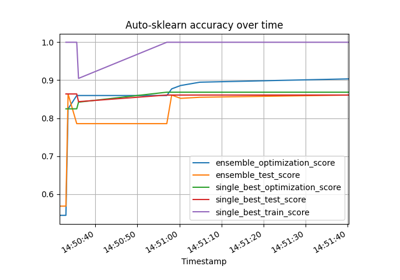 Auto-sklearn accuracy over time
1.0
0.9
0.8
0.7
0.6
ensemble_optimization_score
ensemble_test_score
single_best_optimization_score
single_best_test_score
single_best_train_score
14:50:40
14:50:50
14:51:00
14:51:10
14:51:20
14:51:30
14:51:40
Timestamp